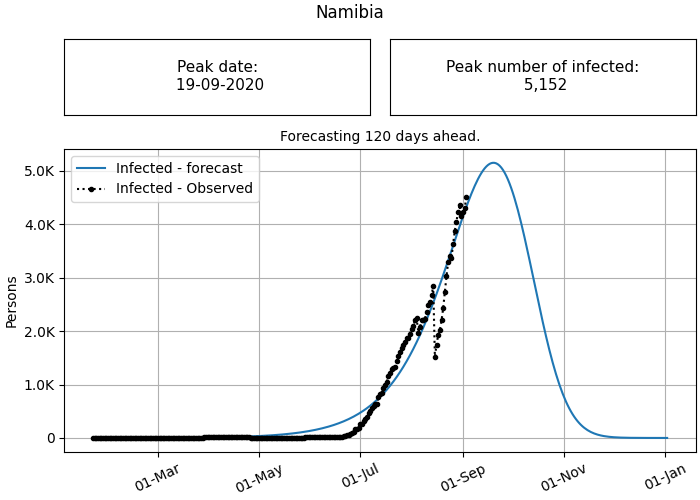 Namibia
Peak date:
19-09-2020
Peak number of infected:
5,152
Forecasting 120 days ahead.
Infected - forecast
Infected - Observed
Persons
5.0K
4.0K
3.0K
2.0K
1.0K
0
01-Mar
01-May
01-Jul
01-Sep
01-Nov
01-Jan